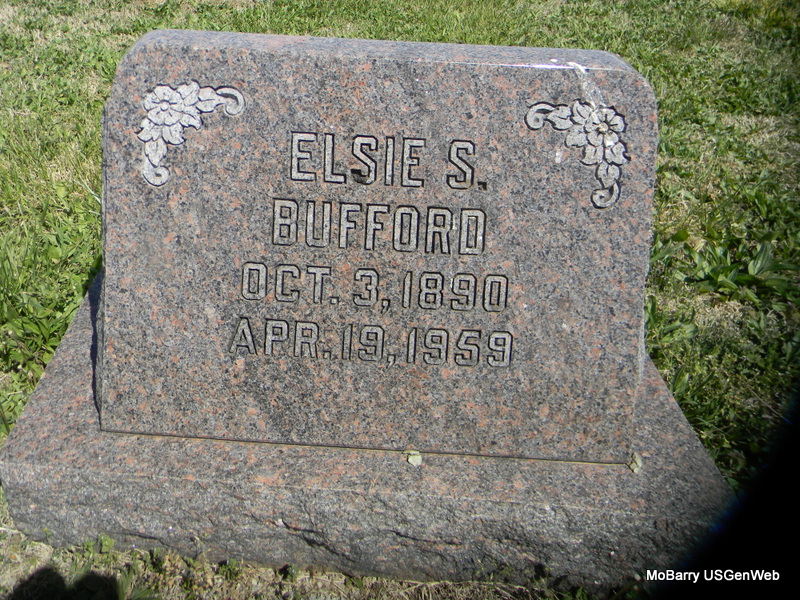 ELSIE S.
BUFFORD
OCT. 3, 1890
APR. 19, 1959
MoBarry USGenWeb